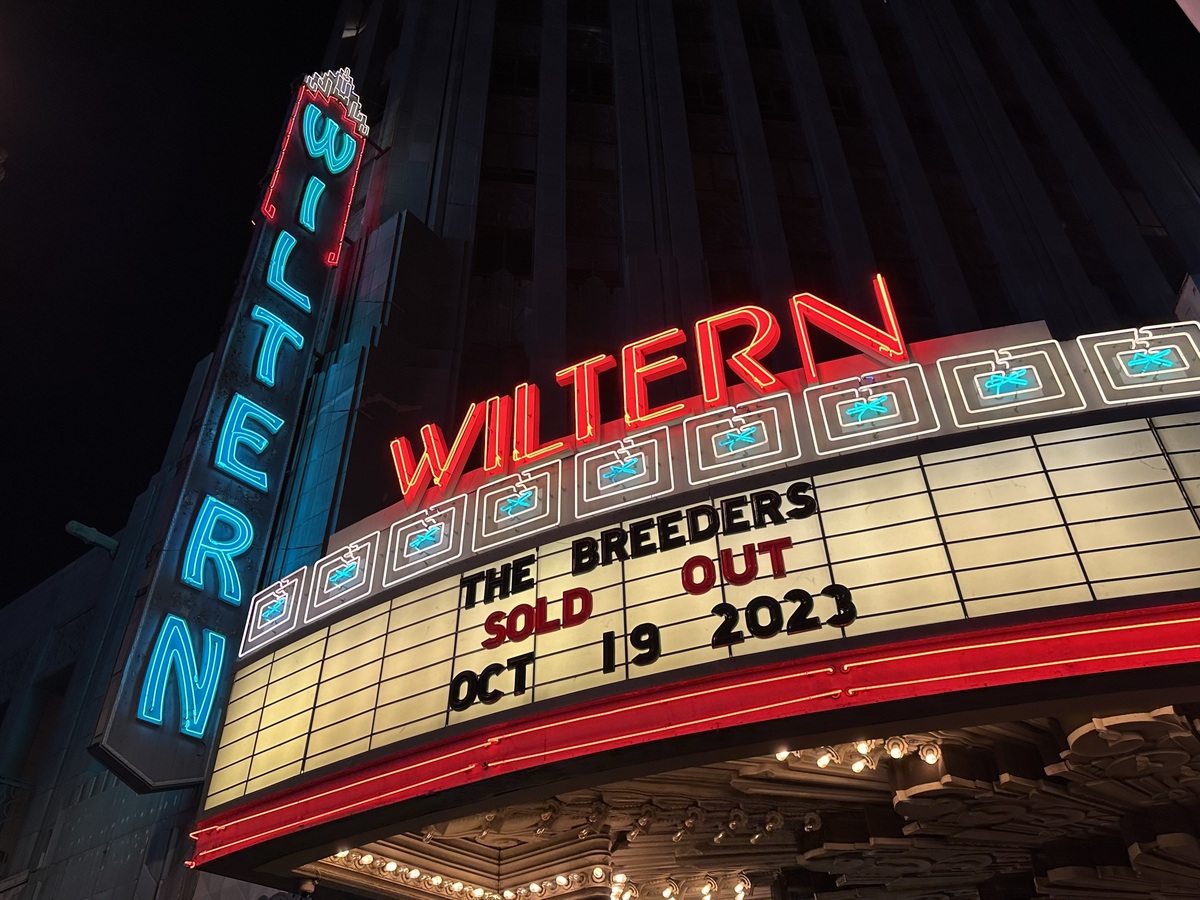 WILTERN
WILTERN
THE BREEDERS
SOLD OUT
OCT 19 2023